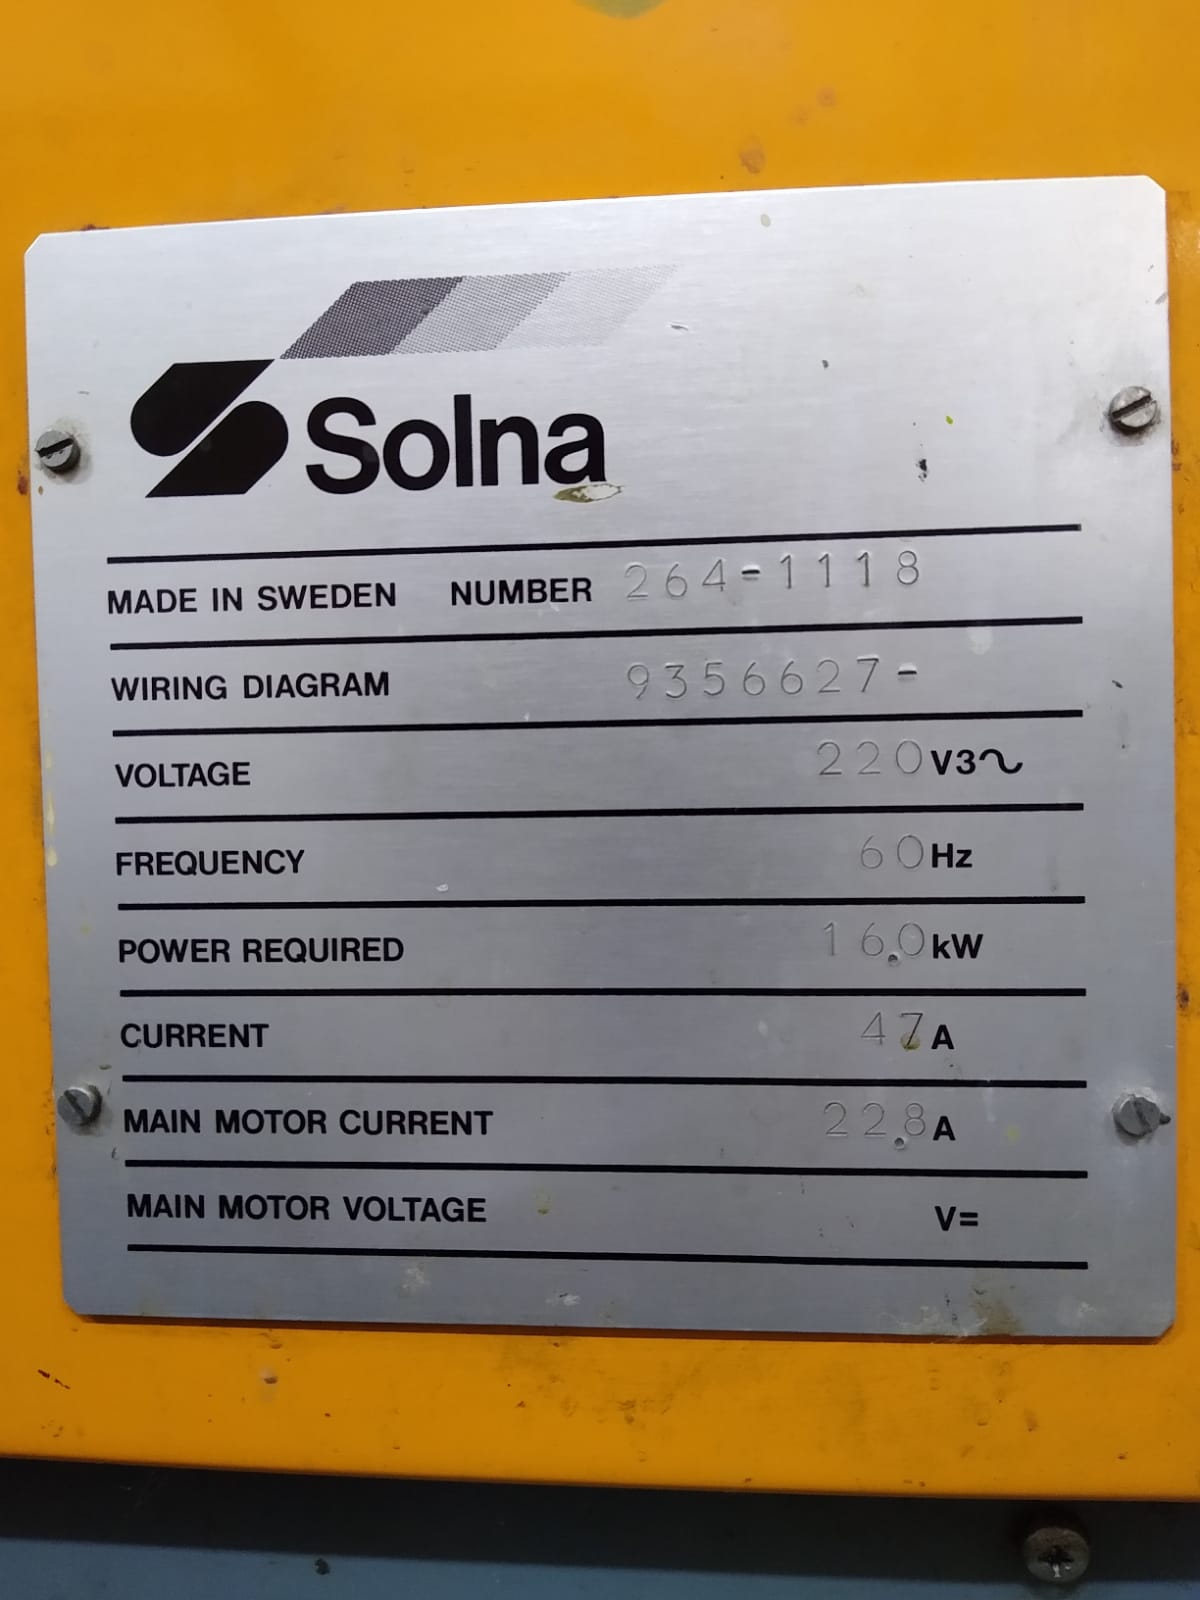 Solna
MADE IN SWEDEN NUMBER 264-1118
WIRING DIAGRAM 9356627-
VOLTAGE 220 V3~
FREQUENCY 60 Hz
POWER REQUIRED 16.0 kW
CURRENT 47 A
MAIN MOTOR CURRENT 22.8 A
MAIN MOTOR VOLTAGE V=